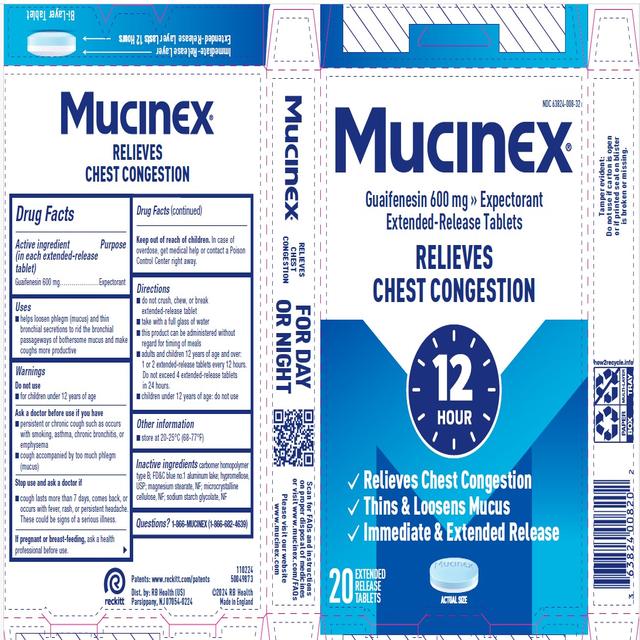 Bi-Layer Tablet
Immediate-Release Layer
Extended-Release Layer Lasts 12 Hours
Mucinex®
RELIEVES
CHEST CONGESTION
Drug Facts
Active ingredient Purpose
(in each extended-release
tablet)
Guaifenesin 600 mg.....................Expectorant
Uses
■ helps loosen phlegm (mucus) and thin
bronchial secretions to rid the bronchial
passageways of bothersome mucus and make
coughs more productive
Warnings
Do not use
■ for children under 12 years of age
Ask a doctor before use if you have
■ persistent or chronic cough such as occurs
with smoking, asthma, chronic bronchitis, or
emphysema
■ cough accompanied by too much phlegm
(mucus)
Stop use and ask a doctor if
■ cough lasts more than 7 days, comes back, or
occurs with fever, rash, or persistent headache.
These could be signs of a serious illness.
If pregnant or breast-feeding, ask a health
professional before use.
Drug Facts (continued)
Keep out of reach of children. In case of
overdose, get medical help or contact a Poison
Control Center right away.
Directions
■ do not crush, chew, or break
extended-release tablet
■ take with a full glass of water
■ this product can be administered without
regard for timing of meals
■ adults and children 12 years of age and over:
1 or 2 extended-release tablets every 12 hours.
Do not exceed 4 extended-release tablets
in 24 hours.
■ children under 12 years of age: do not use
Other information
■ store at 20-25°C (68-77°F)
Inactive ingredients carbomer homopolymer
type B; FD&C blue no.1 aluminum lake, hypromellose,
USP; magnesium stearate, NF; microcrystalline
cellulose, NF; sodium starch glycolate, NF
Questions? 1-866-MUCINEX (1-866-682-4639)
reckitt
Patents: www.reckitt.com/patents
Dist. by: RB Health (US)
Parsippany, NJ 07054-0224
110224
5004987J
©2024 RB Health
Made in England
Mucinex
RELIEVES
CHEST
CONGESTION
FOR DAY
OR NIGHT
Scan for FAQs and instructions
on proper disposal of medicines
or visit www.mucinex.com/FAQs
Please visit our website
www.mucinex.com
NDC 63824-008-32
Mucinex®
Guaifenesin 600 mg » Expectorant
Extended-Release Tablets
RELIEVES
CHEST CONGESTION
12
HOUR
✓ Relieves Chest Congestion
✓ Thins & Loosens Mucus
✓ Immediate & Extended Release
20 EXTENDED
RELEASE
TABLETS
Mucinex
ACTUAL SIZE
Tamper evident:
Do not use if carton is open
or if printed seal on blister
is broken or missing.
how2recycle.info
PAPER
BOX
MULTI-LAYER
TRAY
3 63824 00820 2